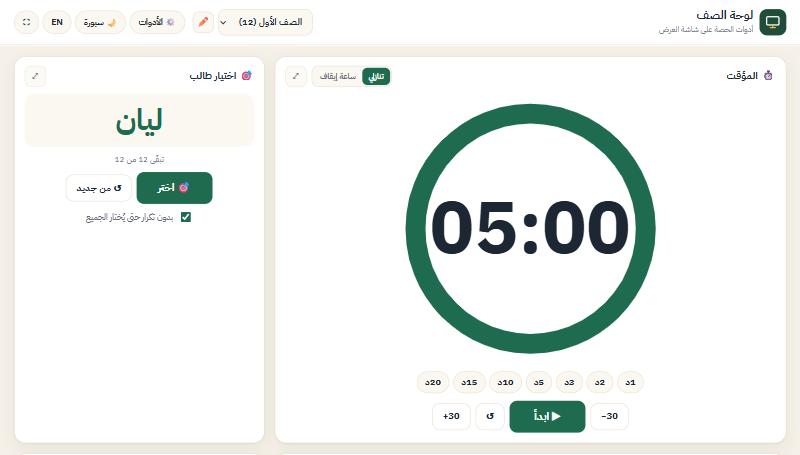 لوحة الصف
أدوات الحصة على شاشة العرض
الصف الأول (12)
الأدوات
سبورة
EN
المؤقت
تنازلي
ساعة إيقاف
05:00
1د
2د
3د
5د
10د
15د
20د
−30
ابدأ
+30
اختيار طالب
ليان
تبقّى 12 من 12
اختر
من جديد
بدون تكرار حتى يُختار الجميع